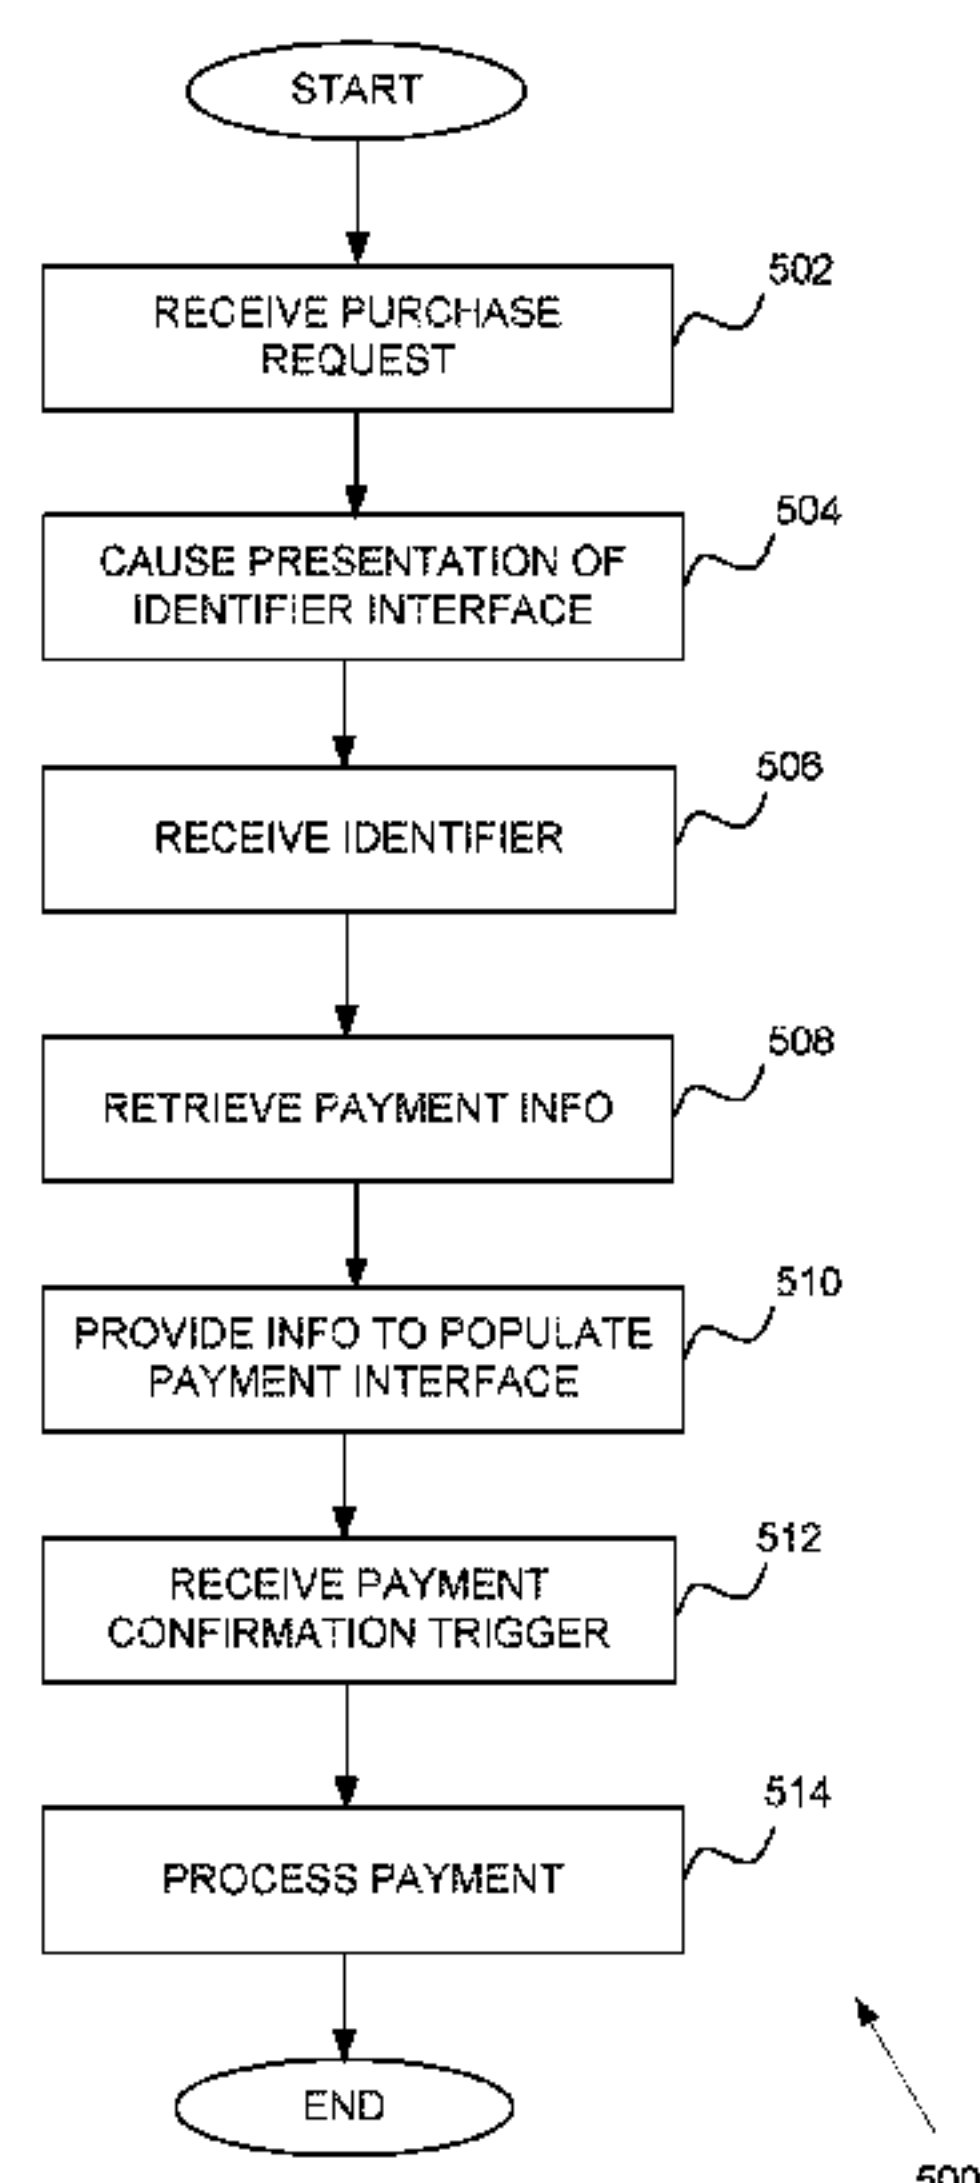 START
502
RECEIVE PURCHASE
REQUEST
504
CAUSE PRESENTATION OF
IDENTIFIER INTERFACE
506
RECEIVE IDENTIFIER
508
RETRIEVE PAYMENT INFO
510
PROVIDE INFO TO POPULATE
PAYMENT INTERFACE
512
RECEIVE PAYMENT
CONFIRMATION TRIGGER
514
PROCESS PAYMENT
END
500